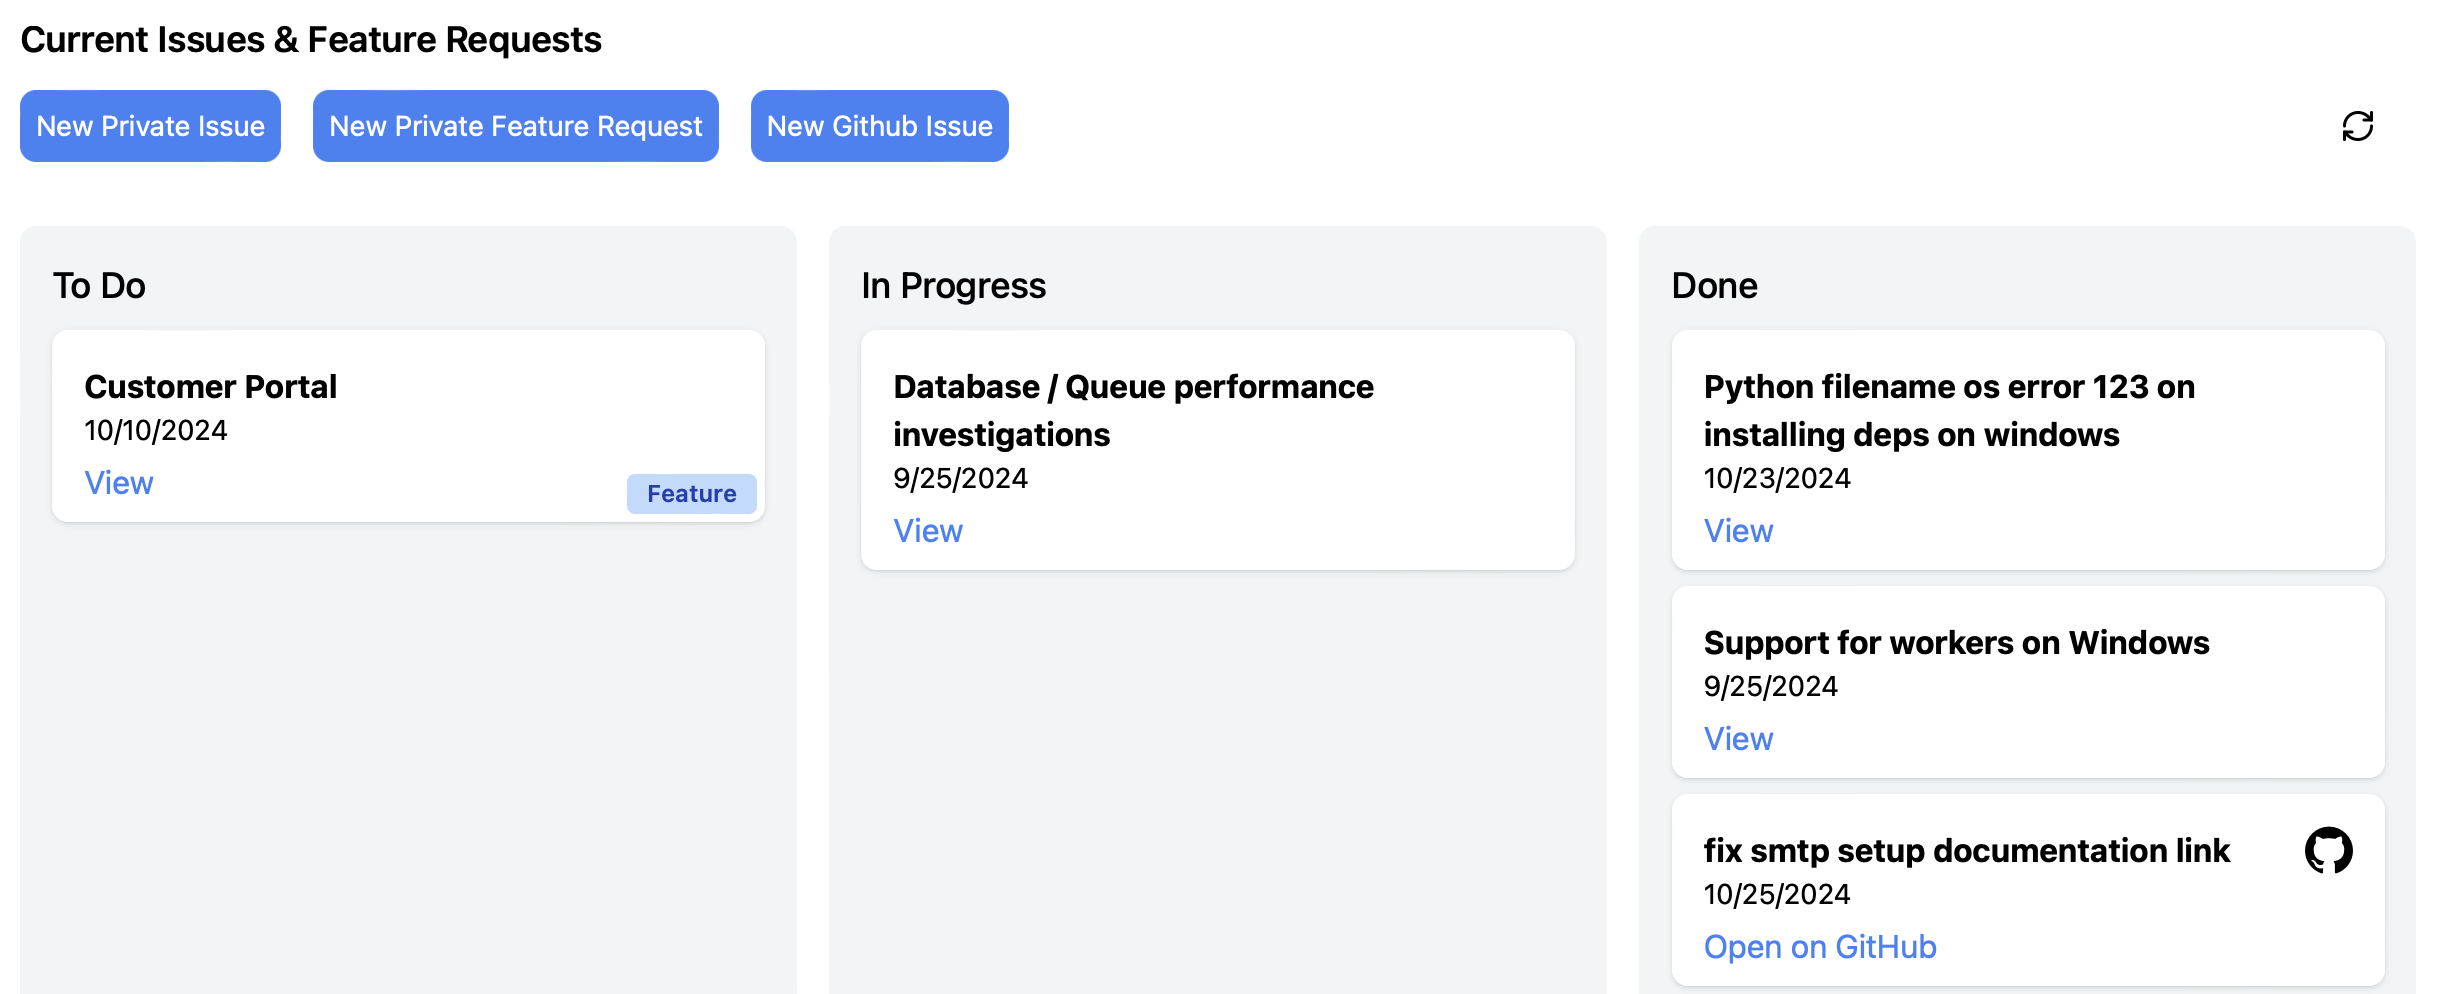 Current Issues & Feature Requests
New Private Issue
New Private Feature Request
New Github Issue
To Do
Customer Portal
10/10/2024
View
Feature
In Progress
Database / Queue performance
investigations
9/25/2024
View
Done
Python filename os error 123 on
installing deps on windows
10/23/2024
View
Support for workers on Windows
9/25/2024
View
fix smtp setup documentation link
10/25/2024
Open on GitHub